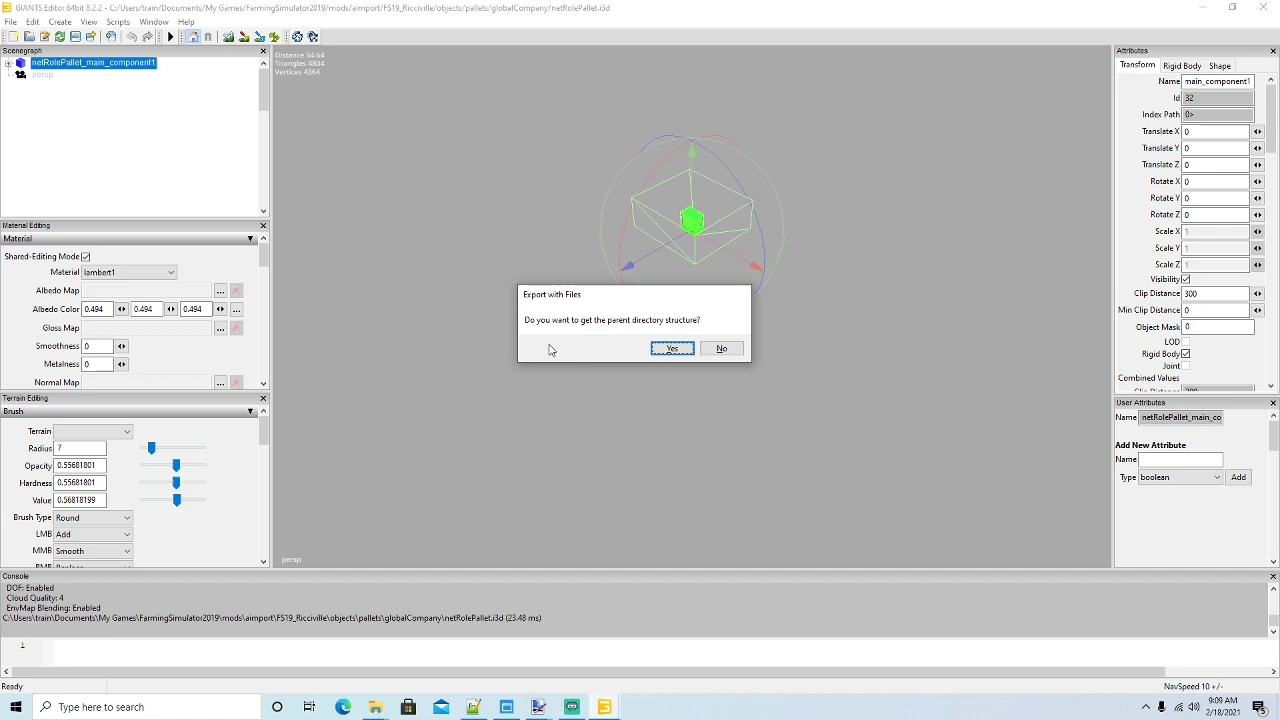 GIANTS Editor 64bit 8.2.2 - C:/Users/train/Documents/My Games/FarmingSimulator2019/mods/aimport/FS19_Ricciville/objects/pallets/globalCompany/netRolePallet.i3d
File Edit Create View Scripts Window Help
Scenegraph
netRolePallet_main_component1
persp
Distance 34.64
Triangles 4804
Vertices 4364
Material Editing
Material
Shared-Editing Mode
Material lambert1
Albedo Map ...
Albedo Color 0.494 0.494 0.494 ...
Gloss Map ...
Smoothness 0
Metalness 0
Normal Map ...
Terrain Editing
Brush
Terrain
Radius 7
Opacity 0.55681801
Hardness 0.55681801
Value 0.56818199
Brush Type Round
LMB Add
MMB Smooth
Export with Files
Do you want to get the parent directory structure?
Yes No
persp
Attributes
Transform Rigid Body Shape
Name main_component1
Id 32
Index Path 0>
Translate X 0
Translate Y 0
Translate Z 0
Rotate X 0
Rotate Y 0
Rotate Z 0
Scale X 1
Scale Y 1
Scale Z 1
Visibility
Clip Distance 300
Min Clip Distance 0
Object Mask 0
LOD
Rigid Body
Joint
Combined Values
User Attributes
Name netRolePallet_main_co
Add New Attribute
Name
Type boolean Add
Console
DOF: Enabled
Cloud Quality: 4
EnvMap Blending: Enabled
C:\Users\train\Documents\My Games\FarmingSimulator2019\mods\aimport\FS19_Ricciville\objects\pallets\globalCompany\netRolePallet.i3d (23.48 ms)
1
Ready
NavSpeed 10 +/-
Type here to search
9:09 AM
2/18/2021